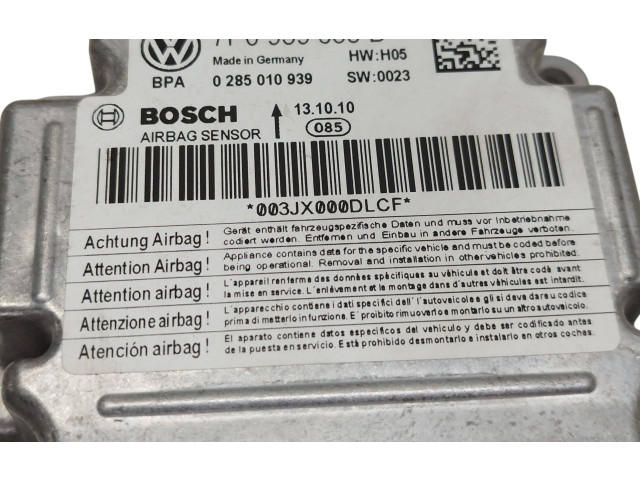 Made in Germany HW:H05
BPA 0 285 010 939 SW:0023
BOSCH 13.10.10
AIRBAG SENSOR 085
*003JX000DLCF*
Achtung Airbag! Gerät enthält fahrzeugspezifische Daten und muss vor Inbetriebnahme
codiert werden. Entfernen und Einbau in andere Fahrzeuge verboten.
Attention Airbag! Appliance contains data for the specific vehicle and must be coded before
being operational. Removal and installation in other vehicles prohibited.
Attention airbag! L'appareil renferme des données spécifiques au véhicule et doit être codé avant
la mise en service. L'enlèvement et le montage dans d'autres véhicules est interdit.
Attenzione airbag! L'apparecchio contiene i dati specifici dell'l'autoveicolo e gli si deve dare u codice
prima di metterlo in funzione. E' proibito rimuoverlo e montarlo su un altro autoveicolo.
Atención airbag! El aparato contiene datos específicos del vehículo y debe ser codificado antes
de la puesta en servicio. Está prohibido desmontarlo e instalarlo en otros coches.